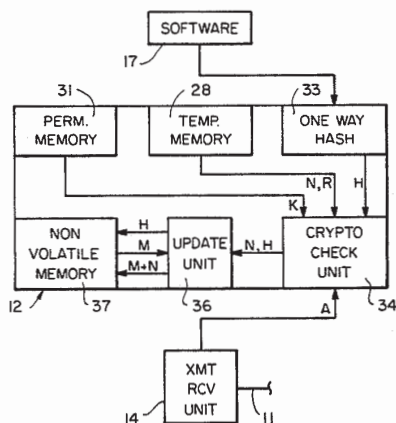 SOFTWARE
17
31
28
33
PERM.
MEMORY
TEMP.
MEMORY
ONE WAY
HASH
N,R
H
K
NON
VOLATILE
MEMORY
H
M
M+N
UPDATE
UNIT
N,H
CRYPTO
CHECK
UNIT
12
37
36
34
A
XMT
RCV
UNIT
14
11